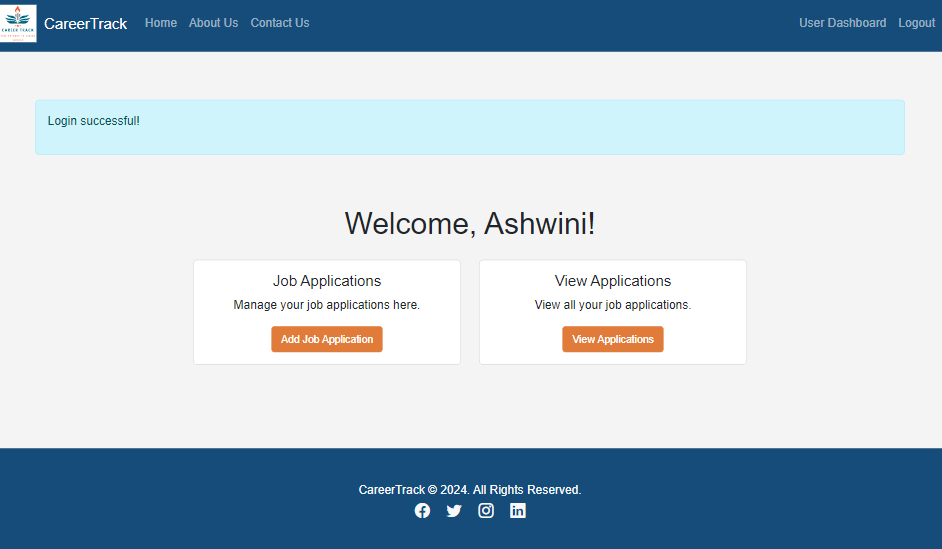 CAREER TRACK
CareerTrack Home About Us Contact Us User Dashboard Logout
Login successful!
Welcome, Ashwini!
Job Applications
Manage your job applications here.
Add Job Application
View Applications
View all your job applications.
View Applications
CareerTrack © 2024. All Rights Reserved.